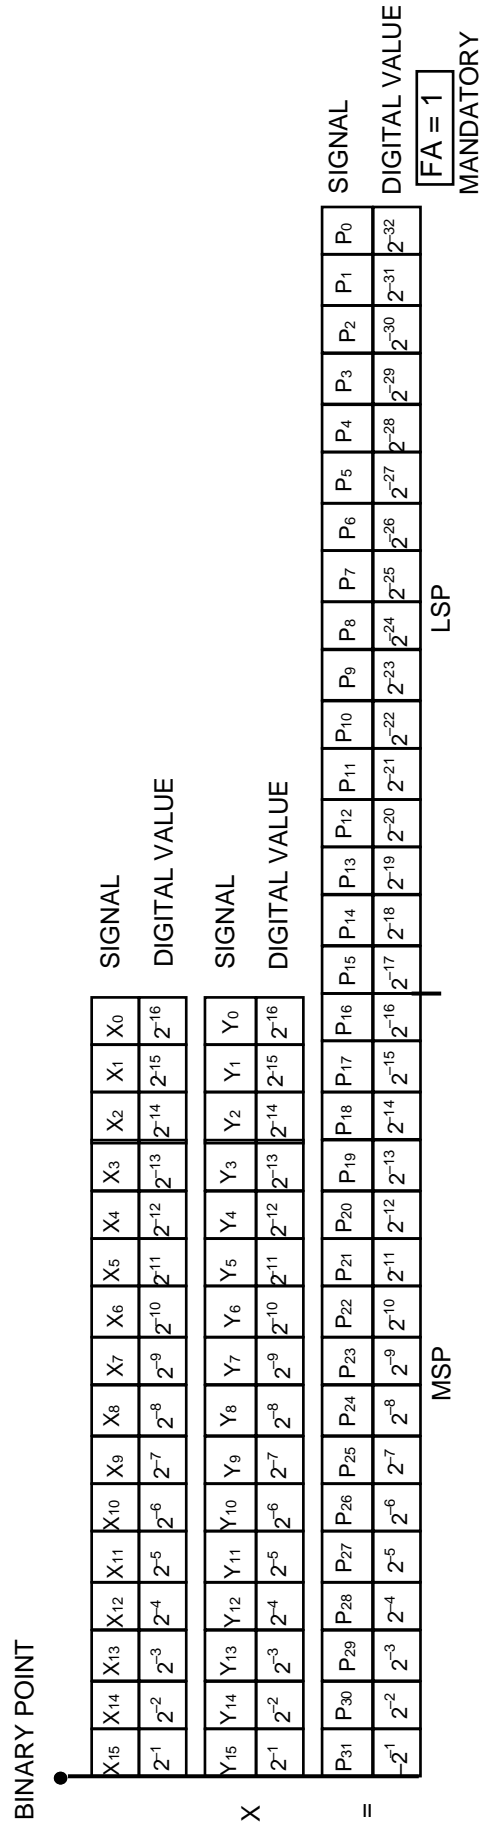 BINARY POINT
X15 X14 X13 X12 X11 X10 X9 X8 X7 X6 X5 X4 X3 X2 X1 X0 SIGNAL
2–1 2–2 2–3 2–4 2–5 2–6 2–7 2–8 2–9 2–10 2–11 2–12 2–13 2–14 2–15 2–16 DIGITAL VALUE
X
Y15 Y14 Y13 Y12 Y11 Y10 Y9 Y8 Y7 Y6 Y5 Y4 Y3 Y2 Y1 Y0 SIGNAL
2–1 2–2 2–3 2–4 2–5 2–6 2–7 2–8 2–9 2–10 2–11 2–12 2–13 2–14 2–15 2–16 DIGITAL VALUE
=
P31 P30 P29 P28 P27 P26 P25 P24 P23 P22 P21 P20 P19 P18 P17 P16 P15 P14 P13 P12 P11 P10 P9 P8 P7 P6 P5 P4 P3 P2 P1 P0 SIGNAL
–2–1 2–2 2–3 2–4 2–5 2–6 2–7 2–8 2–9 2–10 2–11 2–12 2–13 2–14 2–15 2–16 2–17 2–18 2–19 2–20 2–21 2–22 2–23 2–24 2–25 2–26 2–27 2–28 2–29 2–30 2–31 2–32 DIGITAL VALUE
MSP LSP
FA = 1
MANDATORY